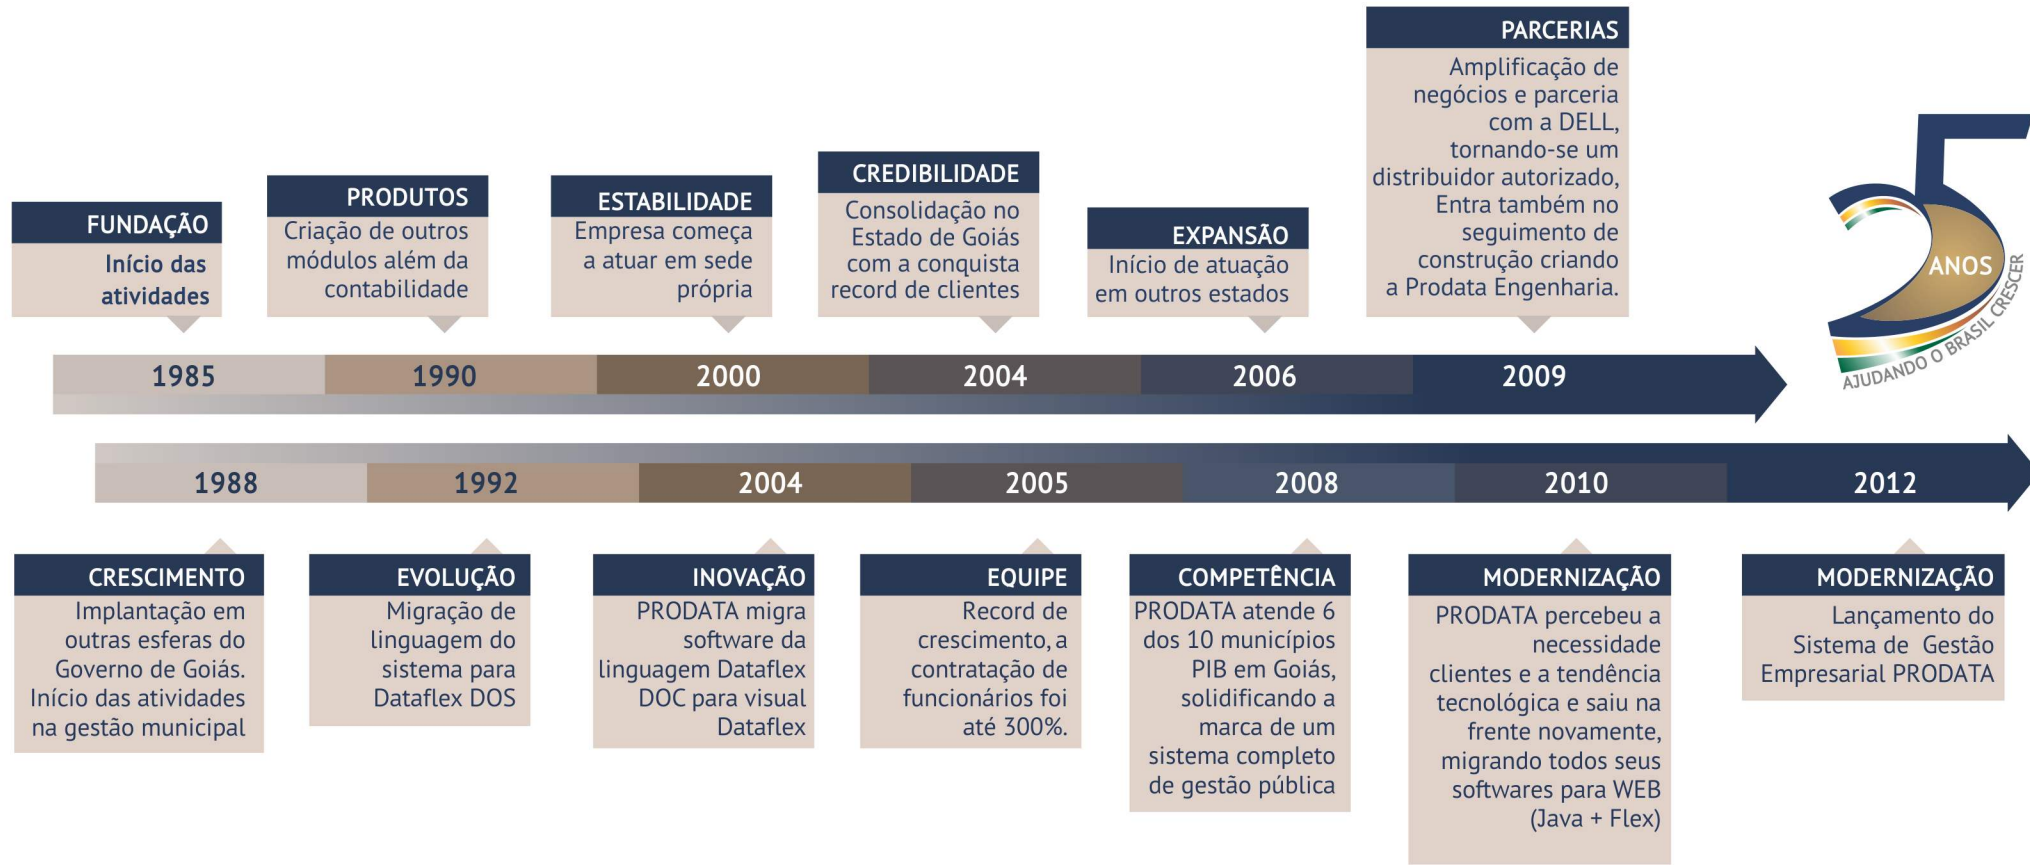 FUNDAÇÃO
Início das
atividades
PRODUTOS
Criação de outros
módulos além da
contabilidade
ESTABILIDADE
Empresa começa
a atuar em sede
própria
CREDIBILIDADE
Consolidação no
Estado de Goiás
com a conquista
record de clientes
EXPANSÃO
Início de atuação
em outros estados
PARCERIAS
Amplificação de
negócios e parceria
com a DELL,
tornando-se um
distribuidor autorizado,
Entra também no
seguimento de
construção criando
a Prodata Engenharia.
25
ANOS
AJUDANDO O BRASIL CRESCER
1985
1990
2000
2004
2006
2009
1988
1992
2004
2005
2008
2010
2012
CRESCIMENTO
Implantação em
outras esferas do
Governo de Goiás.
Início das atividades
na gestão municipal
EVOLUÇÃO
Migração de
linguagem do
sistema para
Dataflex DOS
INOVAÇÃO
PRODATA migra
software da
linguagem Dataflex
DOC para visual
Dataflex
EQUIPE
Record de
crescimento, a
contratação de
funcionários foi
até 300%.
COMPETÊNCIA
PRODATA atende 6
dos 10 municípios
PIB em Goiás,
solidificando a
marca de um
sistema completo
de gestão pública
MODERNIZAÇÃO
PRODATA percebeu a
necessidade
clientes e a tendência
tecnológica e saiu na
frente novamente,
migrando todos seus
softwares para WEB
(Java + Flex)
MODERNIZAÇÃO
Lançamento do
Sistema de Gestão
Empresarial PRODATA